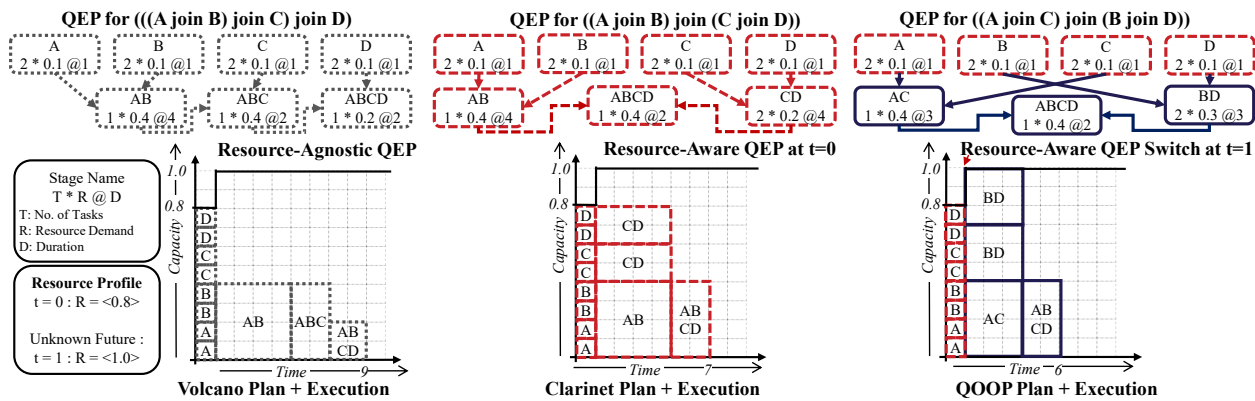 QEP for (((A join B) join C) join D)
A
2 * 0.1 @1
B
2 * 0.1 @1
C
2 * 0.1 @1
D
2 * 0.1 @1
AB
1 * 0.4 @4
ABC
1 * 0.4 @2
ABCD
1 * 0.2 @2
Resource-Agnostic QEP
QEP for ((A join B) join (C join D))
A
2 * 0.1 @1
B
2 * 0.1 @1
C
2 * 0.1 @1
D
2 * 0.1 @1
AB
1 * 0.4 @4
ABCD
1 * 0.4 @2
CD
2 * 0.2 @4
Resource-Aware QEP at t=0
QEP for ((A join C) join (B join D))
A
2 * 0.1 @1
B
2 * 0.1 @1
C
2 * 0.1 @1
D
2 * 0.1 @1
AC
1 * 0.4 @3
ABCD
1 * 0.4 @2
BD
2 * 0.3 @3
Resource-Aware QEP Switch at t=1
Stage Name
T * R @ D
T: No. of Tasks
R: Resource Demand
D: Duration
Resource Profile
t = 0 : R = <0.8>
Unknown Future :
t = 1 : R = <1.0>
1.0
0.8
Capacity
D
D
C
C
B
B
A
A
AB
ABC
AB
CD
Time
9
Volcano Plan + Execution
1.0
0.8
Capacity
D
D
C
C
B
B
A
A
CD
CD
AB
AB
CD
Time
7
Clarinet Plan + Execution
1.0
0.8
Capacity
D
D
C
C
B
B
A
A
BD
BD
AC
AB
CD
Time
6
QOOP Plan + Execution